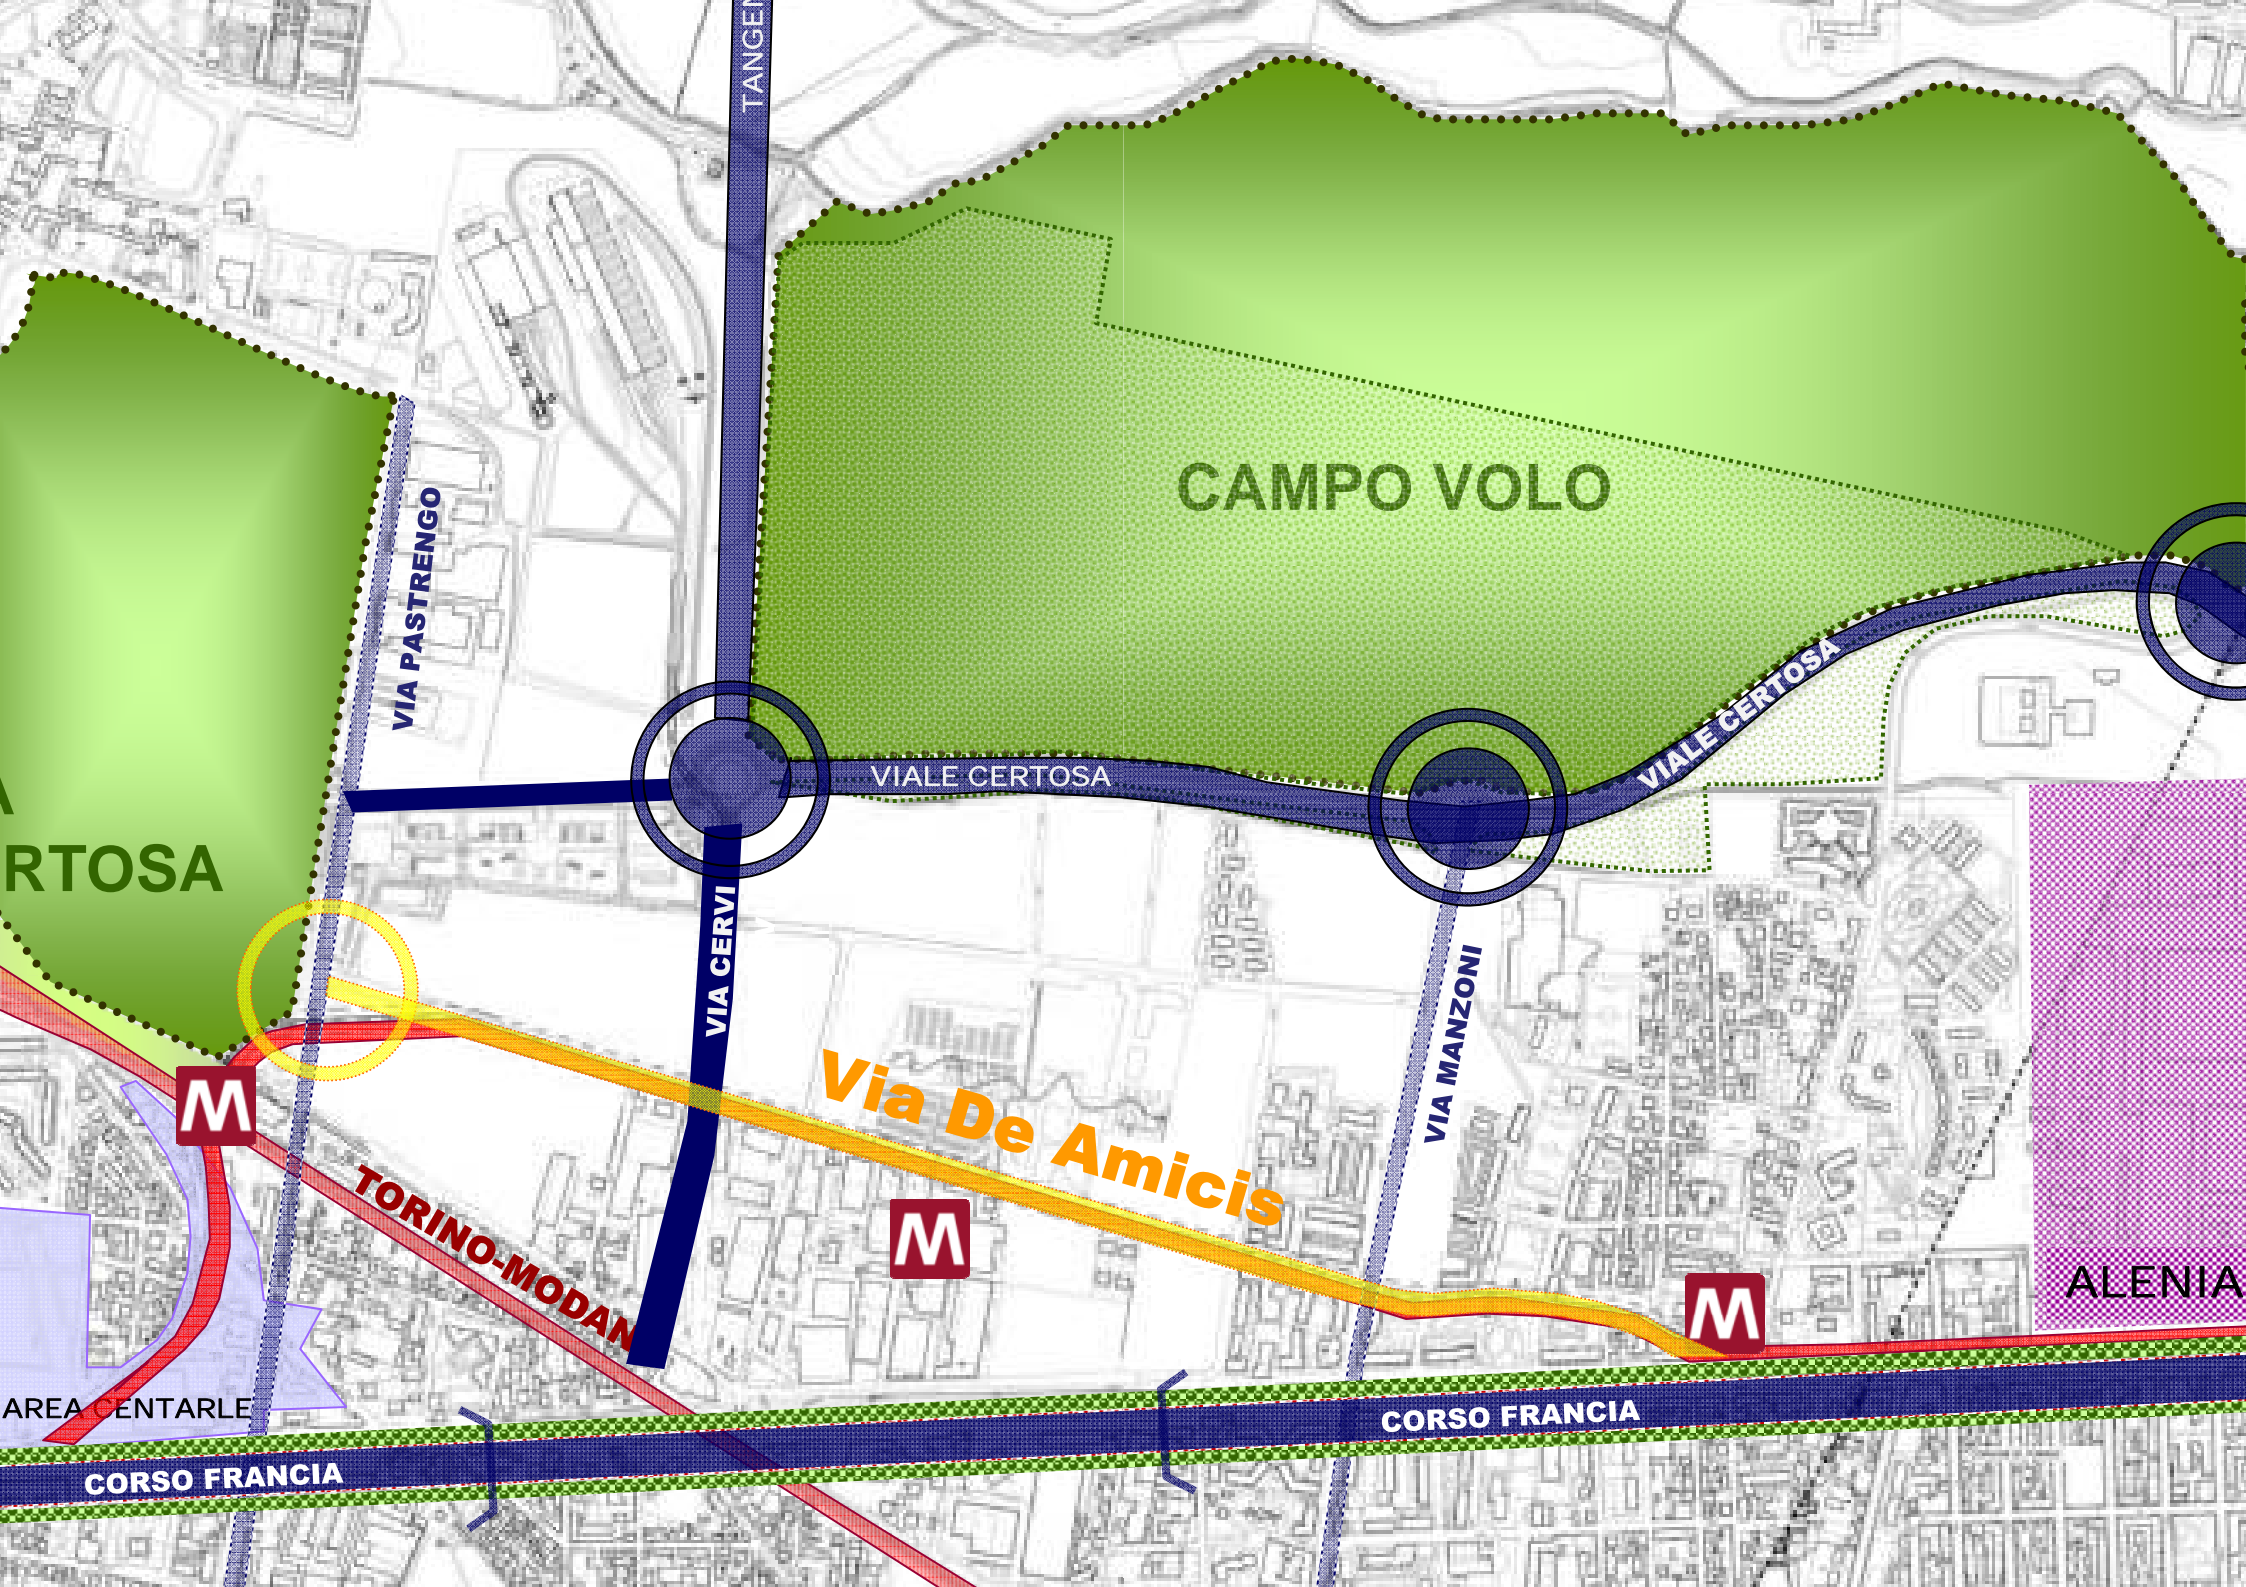 TANGEN
CAMPO VOLO
VIA PASTRENGO
VIALE CERTOSA
VIALE CERTOSA
A
RTOSA
VIA CERVI
VIA MANZONI
Via De Amicis
M
M
M
TORINO-MODAN
ALENIA
AREA CENTARLE
CORSO FRANCIA
CORSO FRANCIA